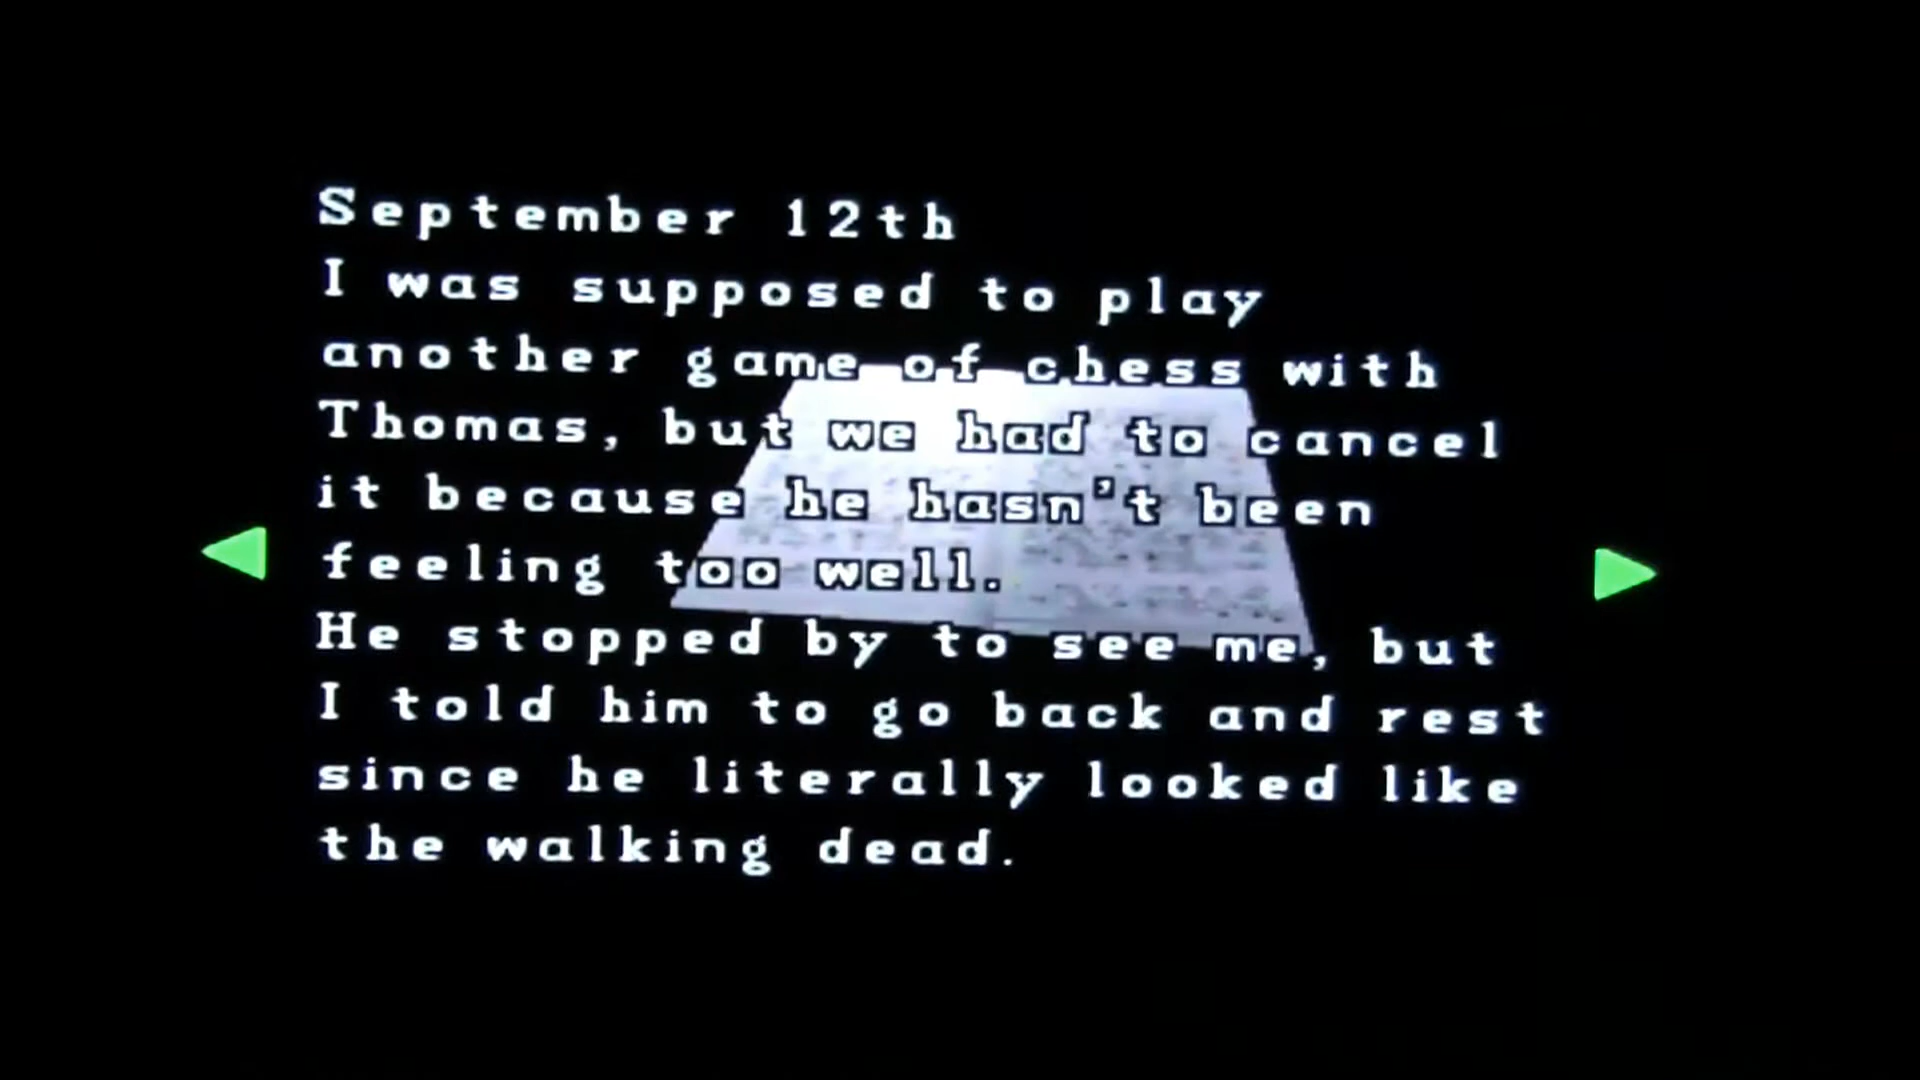 September 12th
I was supposed to play
another game of chess with
Thomas, but we had to cancel
it because he hasn't been
feeling too well.
He stopped by to see me, but
I told him to go back and rest
since he literally looked like
the walking dead.